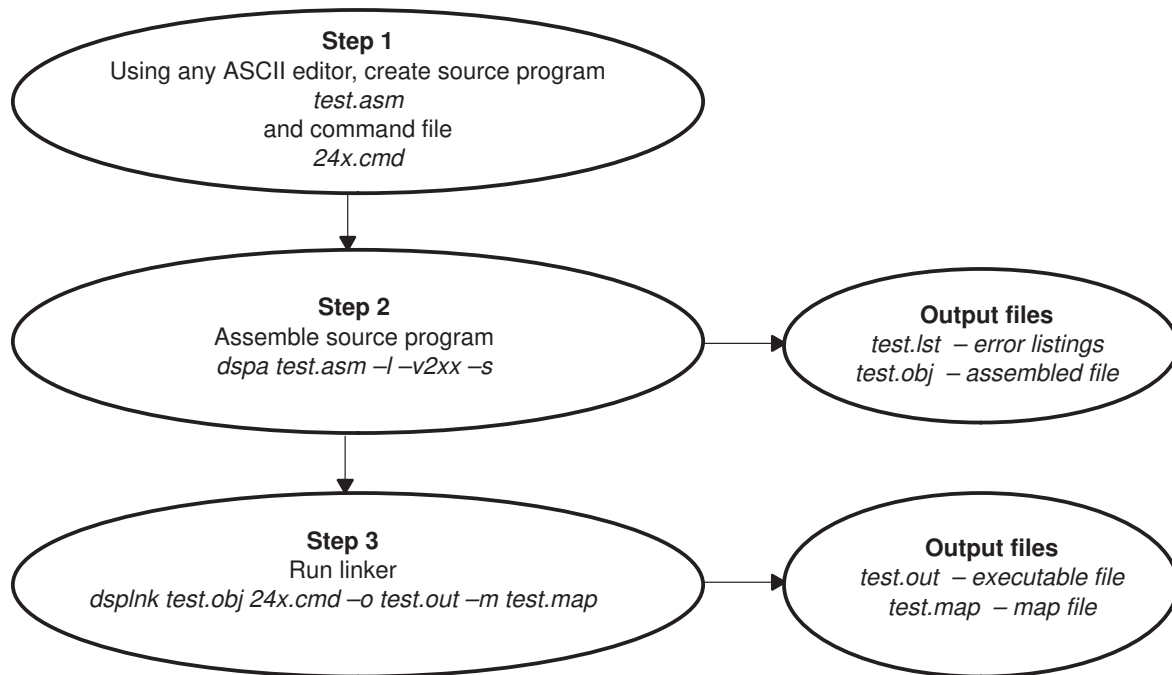 Step 1
Using any ASCII editor, create source program
test.asm
and command file
24x.cmd
Step 2
Assemble source program
dspa test.asm –l –v2xx –s
Output files
test.lst – error listings
test.obj – assembled file
Step 3
Run linker
dsplnk test.obj 24x.cmd –o test.out –m test.map
Output files
test.out – executable file
test.map – map file